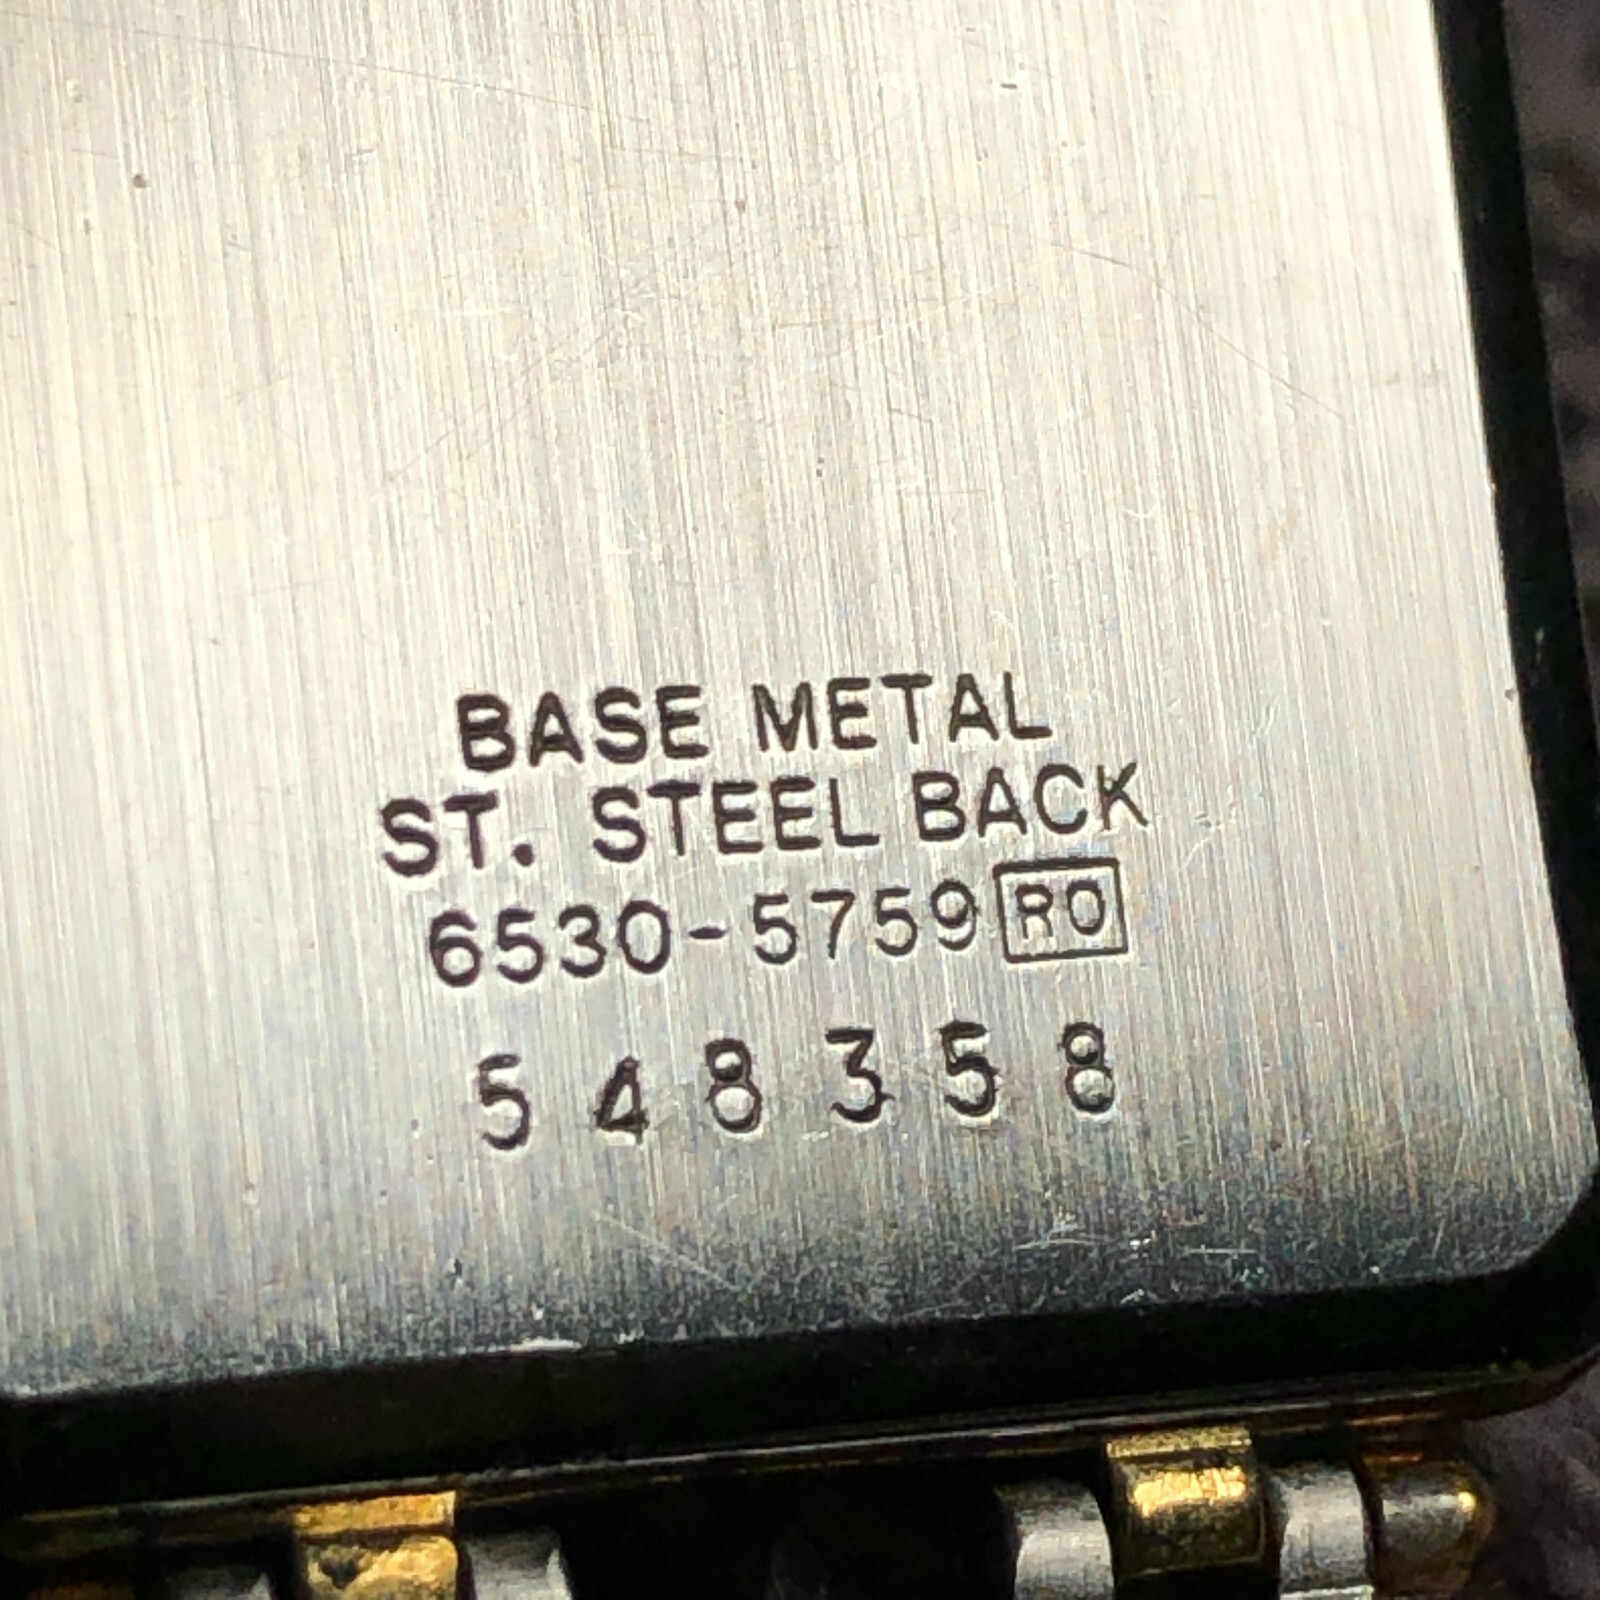 BASE METAL
ST. STEEL BACK
6530-5759 RO
548358